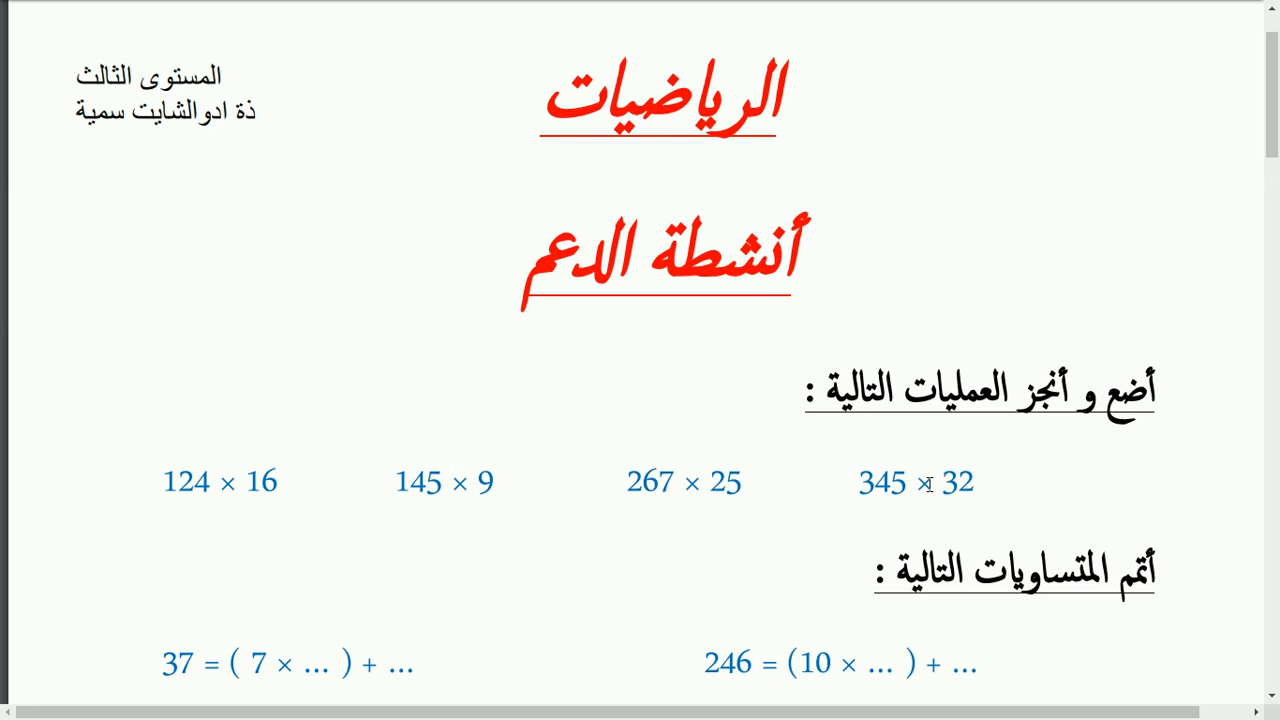 الرياضيات
المستوى الثالث
ذة ادوالشايت سمية
أنشطة الدعم
أضع و أنجز العمليات التالية :
124 × 16 145 × 9 267 × 25 345 × 32
أتمم المتساويات التالية :
37 = ( 7 × ... ) + ... 246 = (10 × ... ) + ...